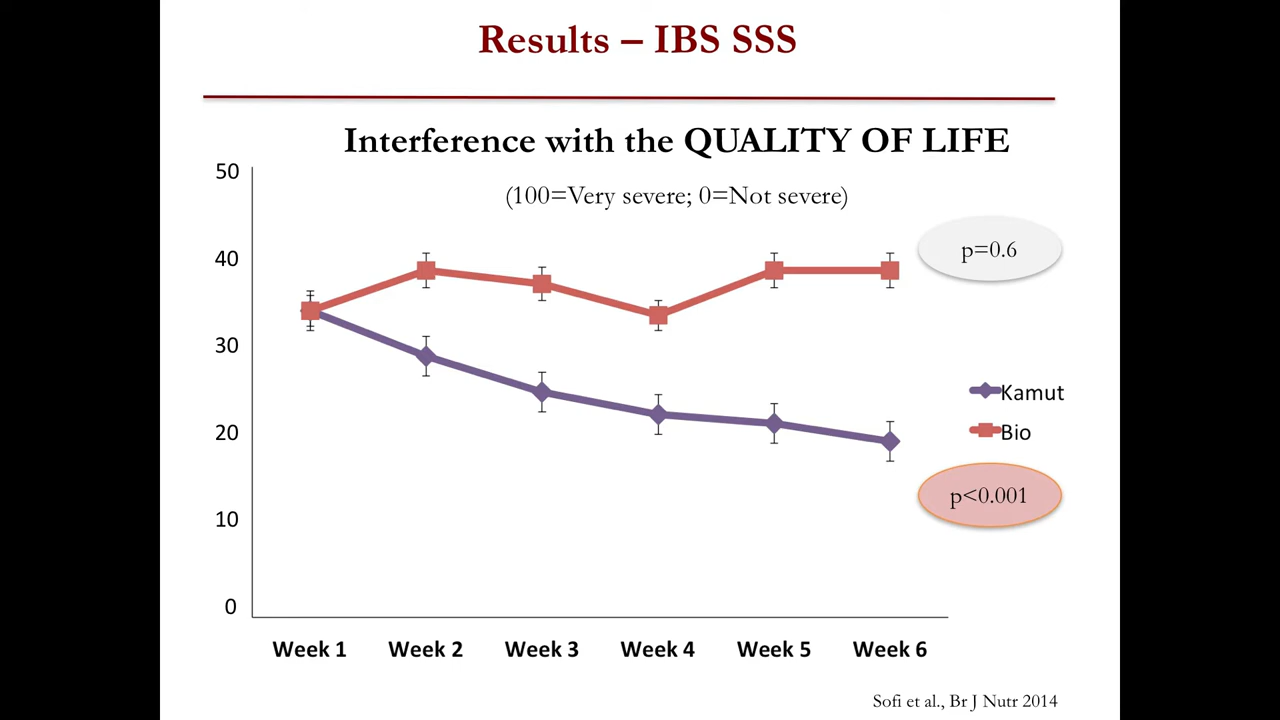 Results – IBS SSS
Interference with the QUALITY OF LIFE
(100=Very severe; 0=Not severe)
50
40
30
20
10
0
p=0.6
Kamut
Bio
p<0.001
Week 1 Week 2 Week 3 Week 4 Week 5 Week 6
Sofi et al., Br J Nutr 2014